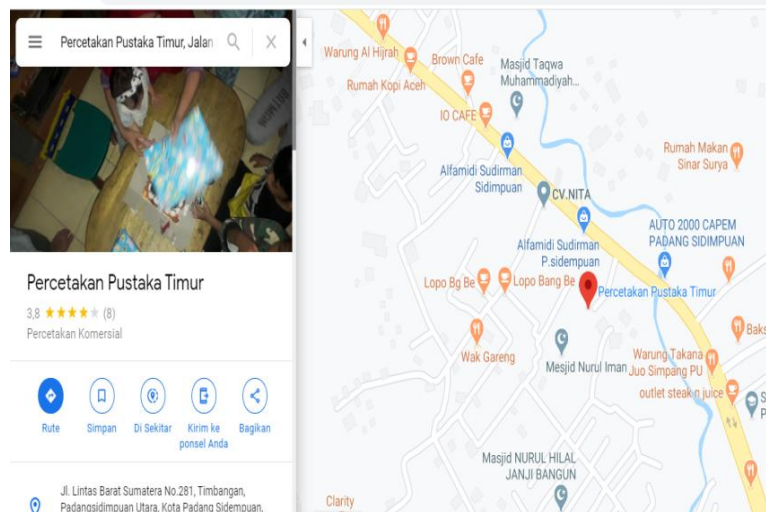 Percetakan Pustaka Timur, Jalan
Percetakan Pustaka Timur
3,8
(8)
Percetakan Komersial
Rute
Simpan
Di Sekitar
Kirim ke
ponsel Anda
Bagikan
Jl. Lintas Barat Sumatera No.281, Timbangan,
Padangsidimpuan Utara, Kota Padang Sidempuan,
Warung Al Hijrah
Brown Cafe
Masjid Taqwa
Muhammadiyah...
Rumah Kopi Aceh
IO CAFE
Rumah Makan
Sinar Surya
Alfamidi Sudirman
Sidimpuan
CV.NITA
AUTO 2000 CAPEM
PADANG SIDIMPUAN
Alfamidi Sudirman
P.sidempuan
Lopo Bg Be
Lopo Bang Be
Percetakan Pustaka Timur
Baks
Wak Gareng
Mesjid Nurul Iman
Warung Takana
Juo Simpang PU
outlet steak n juice
S
P
Masjid NURUL HILAL
JANJI BANGUN
Clarity